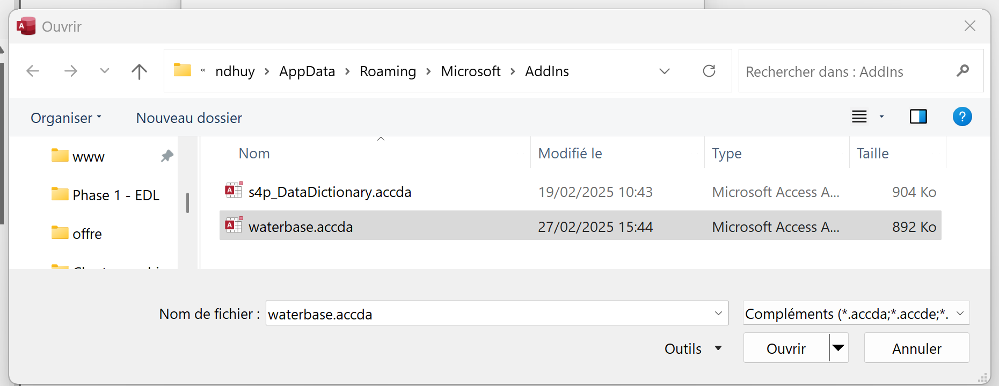 Ouvrir
« ndhuy > AppData > Roaming > Microsoft > AddIns
Rechercher dans : AddIns
Organiser
Nouveau dossier
Nom
Modifié le
Type
Taille
www
Phase 1 - EDL
offre
s4p_DataDictionary.accda 19/02/2025 10:43 Microsoft Access A... 904 Ko
waterbase.accda 27/02/2025 15:44 Microsoft Access A... 892 Ko
Nom de fichier : waterbase.accda
Compléments (*.accda;*.accde;*.
Outils
Ouvrir
Annuler